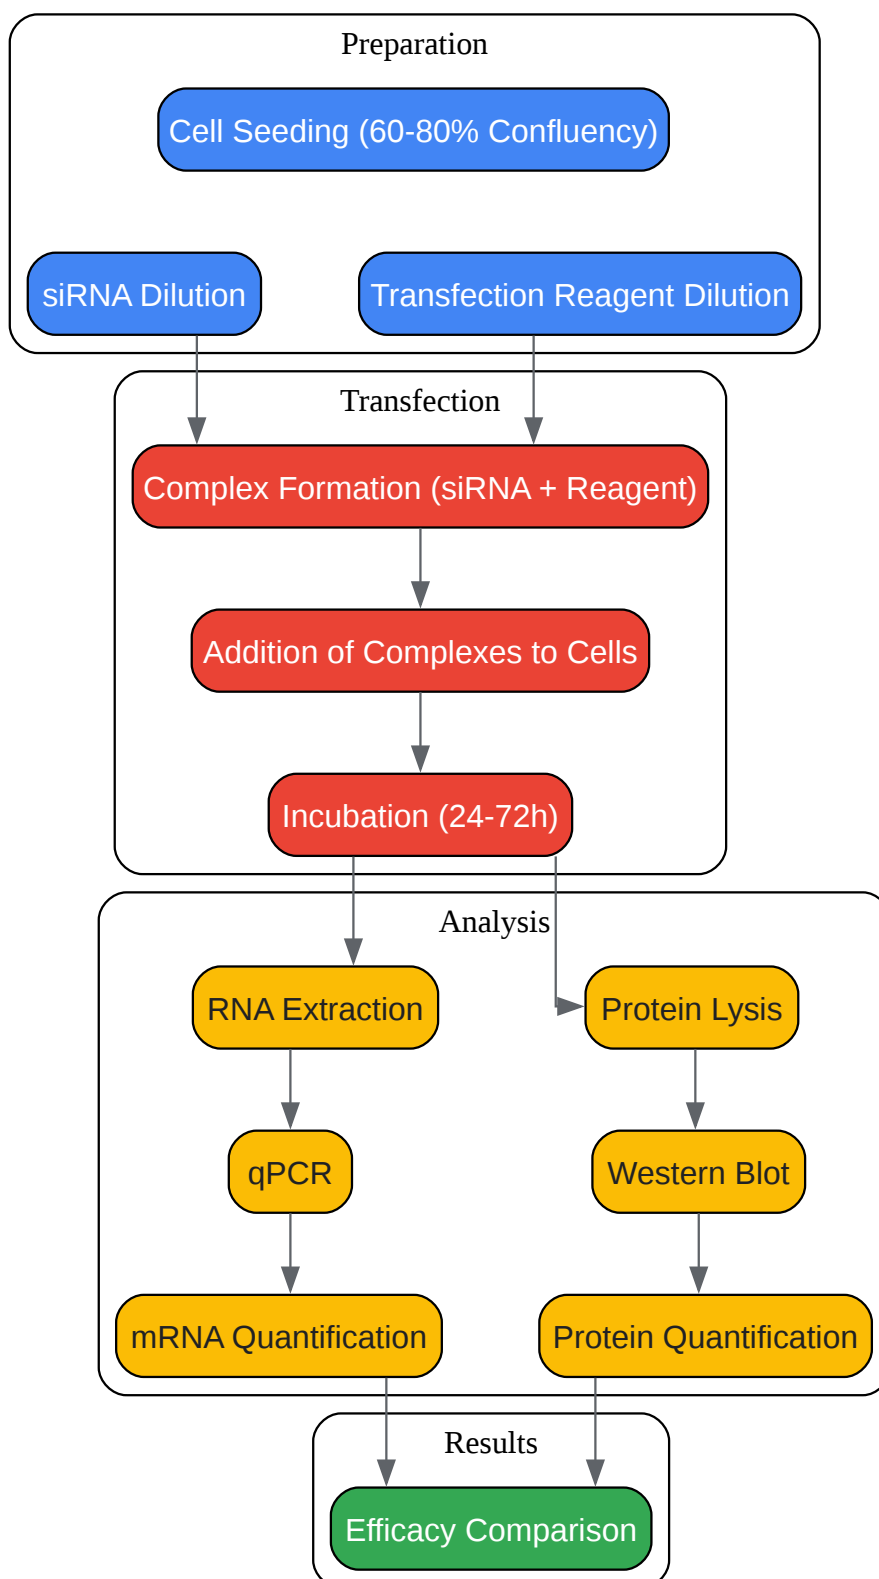 Preparation
Cell Seeding (60-80% Confluency)
siRNA Dilution
Transfection Reagent Dilution
Transfection
Complex Formation (siRNA + Reagent)
Addition of Complexes to Cells
Incubation (24-72h)
Analysis
RNA Extraction
Protein Lysis
qPCR
Western Blot
mRNA Quantification
Protein Quantification
Results
Efficacy Comparison